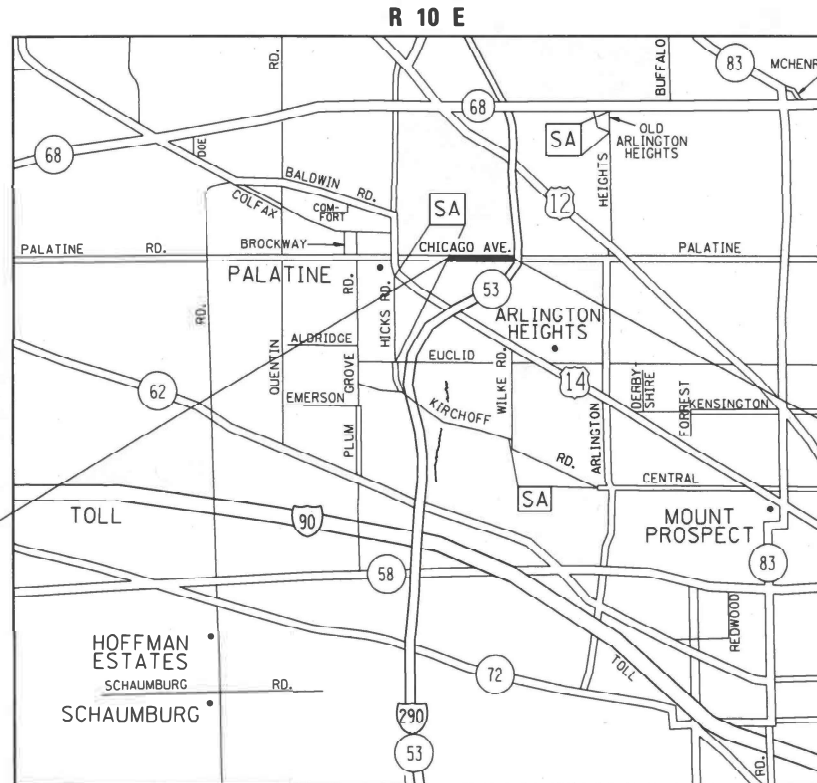 R 10 E
RD.
BUFFALO
83
MCHENR
68
SA
OLD
ARLINGTON
HEIGHTS
68
DOE
HEIGHTS
BALDWIN RD.
COLFAX
COM-
FORT
SA
12
BROCKWAY
CHICAGO AVE.
PALATINE RD.
PALATINE
PALATINE
RD.
HICKS RD.
53
RD.
ARLINGTON
HEIGHTS
ALDRIDGE
QUENTIN
GROVE
EUCLID
WILKE RD.
14
62
EMERSON
DERBY-
SHIRE
FORREST
KENSINGTON
KIRCHOFF
RD.
PLUM
ARLINGTON
CENTRAL
SA
TOLL
90
MOUNT
PROSPECT
58
83
REDWOOD
HOFFMAN
ESTATES
TOLL
72
SCHAUMBURG RD.
SCHAUMBURG
290
53
RD.